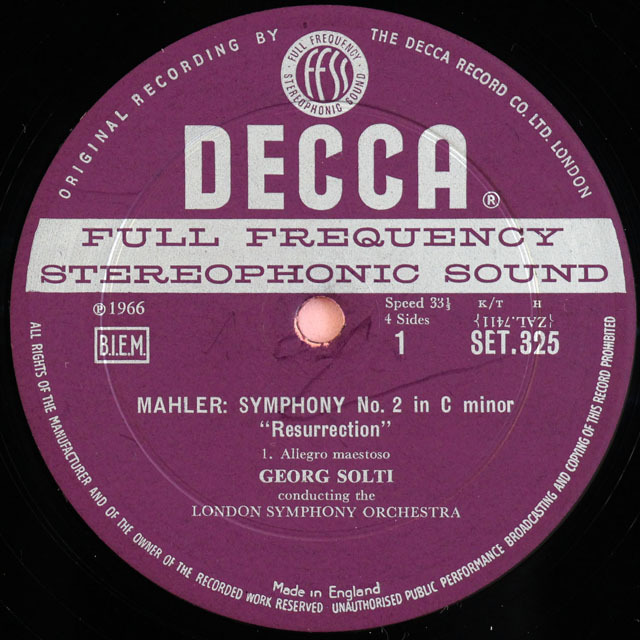 ORIGINAL RECORDING BY THE DECCA RECORD CO. LTD. LONDON
FULL FREQUENCY
ffss
STEREOPHONIC SOUND
DECCA®
FULL FREQUENCY
STEREOPHONIC SOUND
℗1966
Speed 33⅓ K/T H
4 Sides {ZAL.7411}
B.I.E.M. 1 SET.325
MAHLER: SYMPHONY No. 2 in C minor
“Resurrection”
1. Allegro maestoso
GEORG SOLTI
conducting the
LONDON SYMPHONY ORCHESTRA
Made in England
ALL RIGHTS OF THE MANUFACTURER AND OF THE OWNER OF THE RECORDED WORK RESERVED UNAUTHORISED PUBLIC PERFORMANCE BROADCASTING AND COPYING OF THIS RECORD PROHIBITED